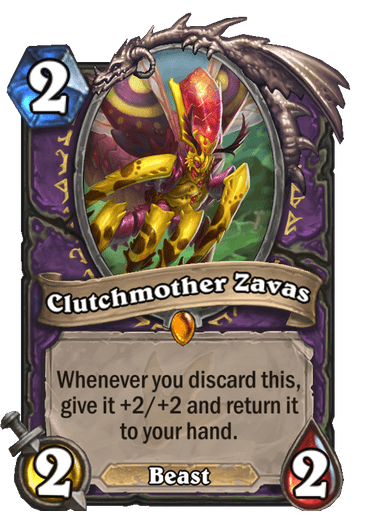 2
Clutchmother Zavas
Whenever you discard this,
give it +2/+2 and return it
to your hand.
2
Beast
2